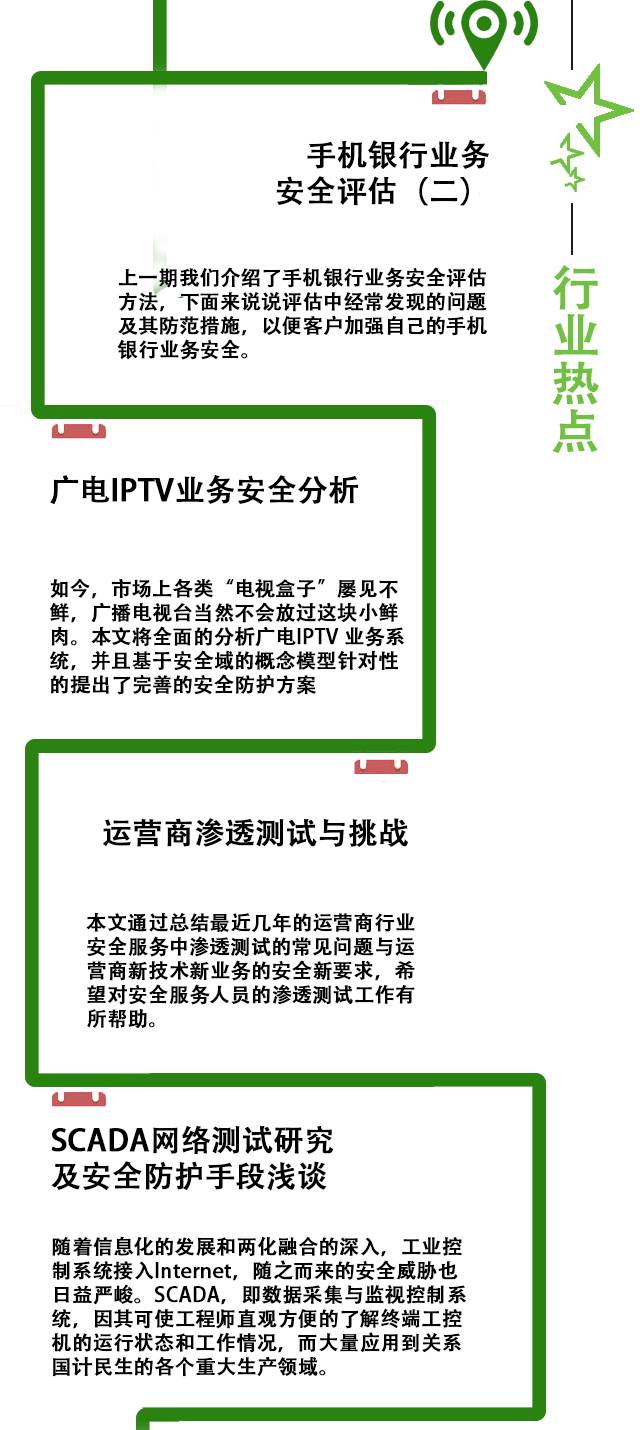 手机银行业务
安全评估（二）
上一期我们介绍了手机银行业务安全评估
方法，下面来说说评估中经常发现的问题
及其防范措施，以便客户加强自己的手机
银行业务安全。
行业热点
广电IPTV业务安全分析
如今，市场上各类“电视盒子”屡见不
鲜，广播电视台当然不会放过这块小鲜
肉。本文将全面的分析广电IPTV 业务系
统，并且基于安全域的概念模型针对性
的提出了完善的安全防护方案
运营商渗透测试与挑战
本文通过总结最近几年的运营商行业
安全服务中渗透测试的常见问题与运
营商新技术新业务的安全新要求，希
望对安全服务人员的渗透测试工作有
所帮助。
SCADA网络测试研究
及安全防护手段浅谈
随着信息化的发展和两化融合的深入，工业控
制系统接入Internet，随之而来的安全威胁也
日益严峻。SCADA，即数据采集与监视控制系
统，因其可使工程师直观方便的了解终端工控
机的运行状态和工作情况，而大量应用到关系
国计民生的各个重大生产领域。